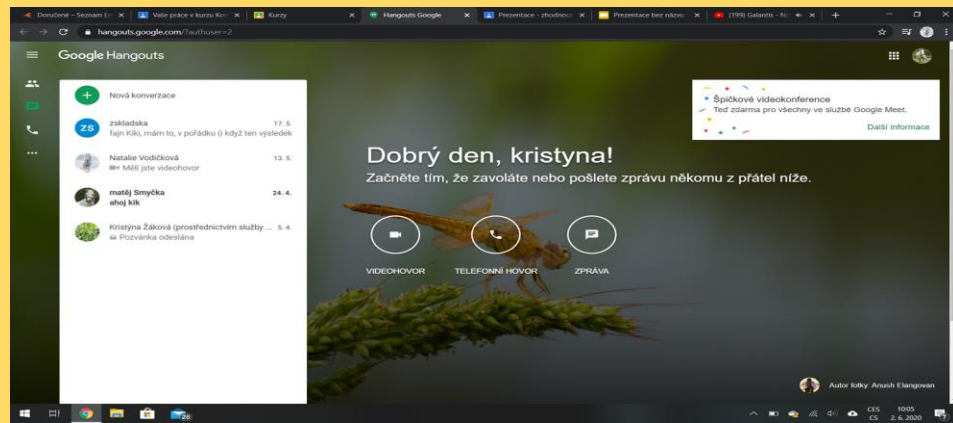 Doručené – Seznam Em
Vaše práce v kurzu Kon
Kurzy
Hangouts Google
Prezentace - zhodnoce
Prezentace bez názvu
(199) Galantis - No
hangouts.google.com/?authuser=2
Google Hangouts
Nová konverzace
ZS
zskladska 17. 5.
fajn Kiki, mám to, v pořádku (i když ten výsledek
Natalie Vodičková 13. 5.
Měli jste videohovor
matěj Smyčka 24. 4.
ahoj kik
Kristýna Žáková (prostřednictvím služby ... 5. 4.
Pozvánka odeslána
Špičkové videokonference
Teď zdarma pro všechny ve službě Google Meet.
Další informace
Dobrý den, kristyna!
Začněte tím, že zavoláte nebo pošlete zprávu někomu z přátel níže.
VIDEOHOVOR TELEFONNÍ HOVOR ZPRÁVA
Autor fotky: Anush Elangovan
CES 10:05
CS 2. 6. 2020